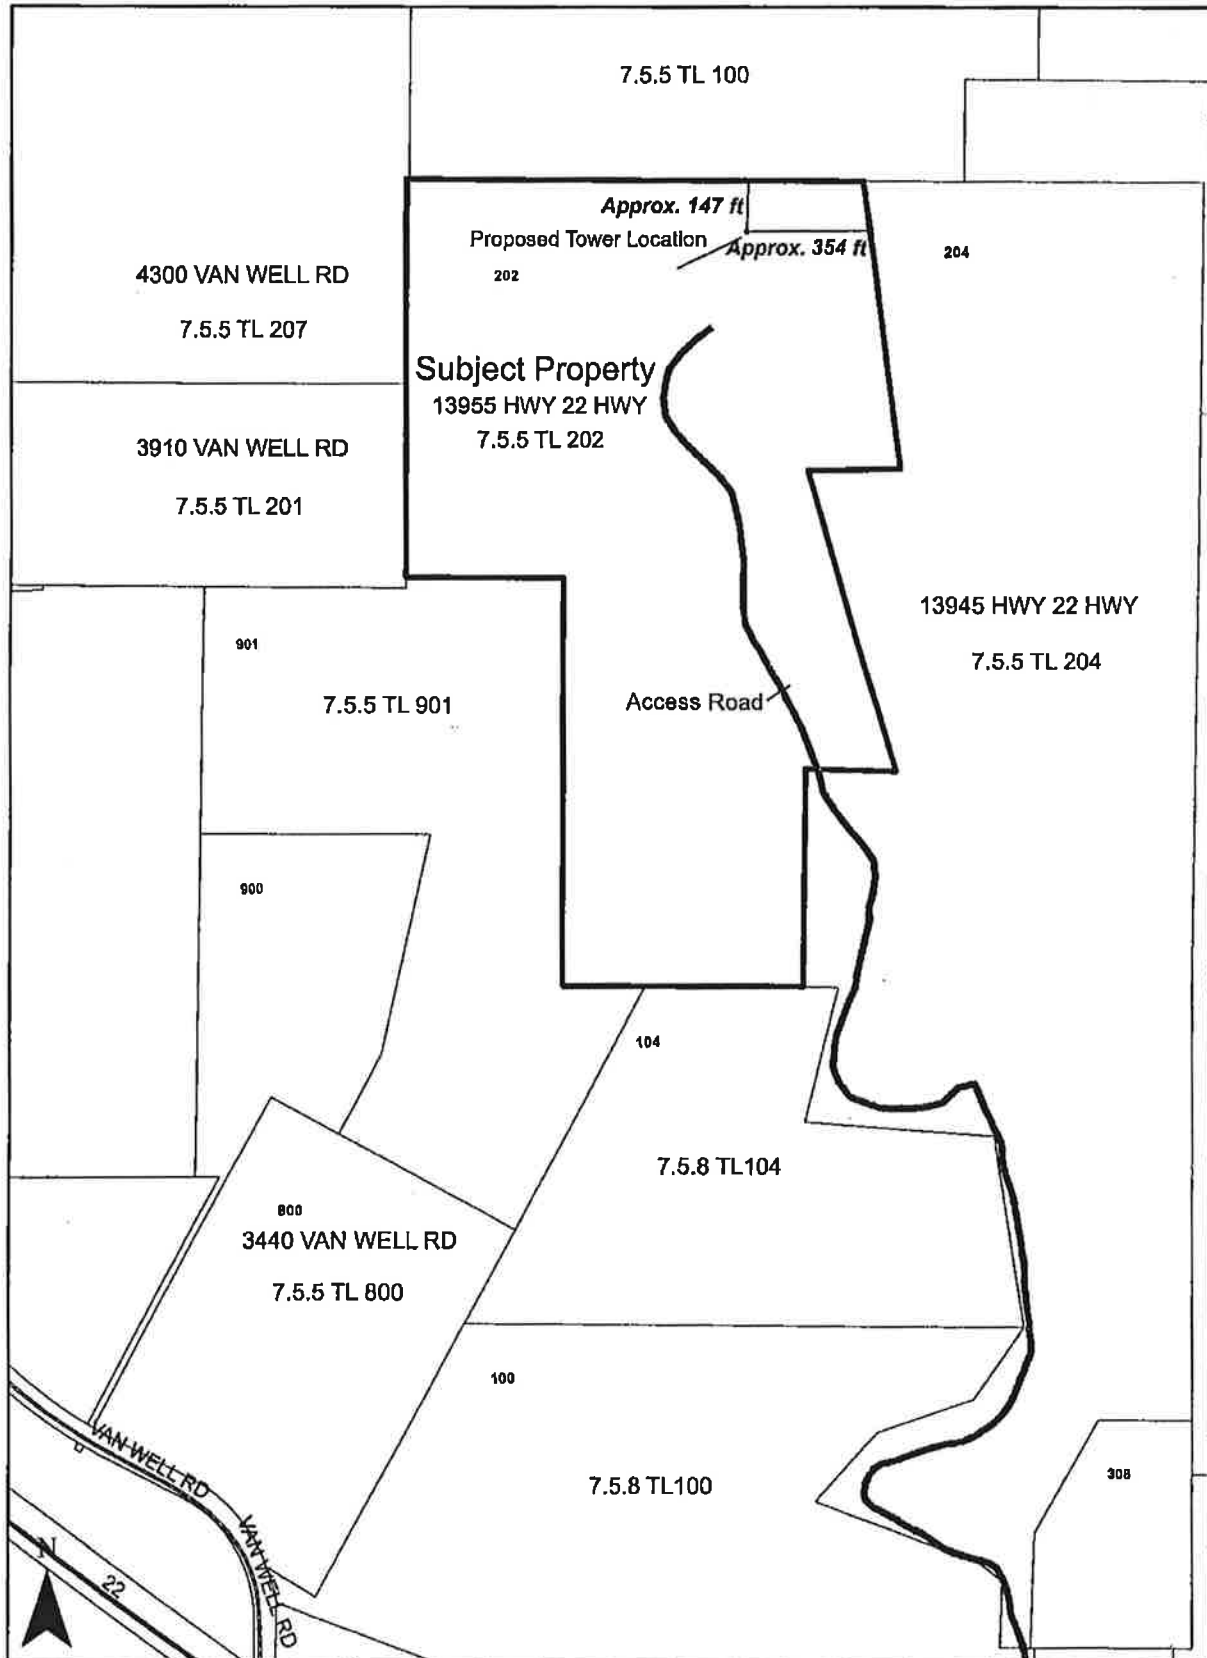 7.5.5 TL 100
Approx. 147 ft
Proposed Tower Location
Approx. 354 ft
202
204
4300 VAN WELL RD
7.5.5 TL 207
Subject Property
13955 HWY 22 HWY
7.5.5 TL 202
3910 VAN WELL RD
7.5.5 TL 201
13945 HWY 22 HWY
7.5.5 TL 204
901
7.5.5 TL 901
Access Road
900
104
7.5.8 TL104
800
3440 VAN WELL RD
7.5.5 TL 800
100
7.5.8 TL100
308
VAN WELL RD
VAN WELL RD
N
22